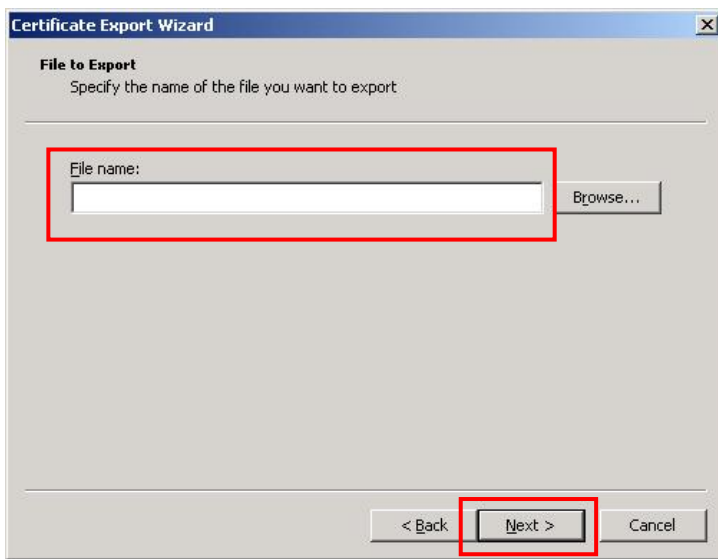 Certificate Export Wizard
File to Export
Specify the name of the file you want to export
File name:
Browse...
< Back
Next >
Cancel